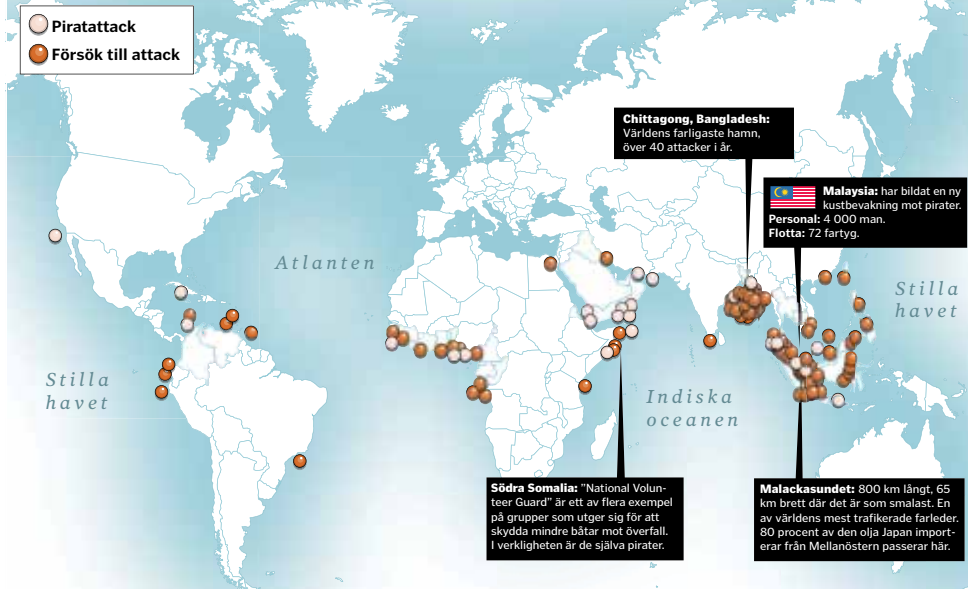 Piratattack
Försök till attack
Chittagong, Bangladesh:
Världens farligaste hamn,
över 40 attacker i år.
Malaysia: har bildat en ny
kustbevakning mot pirater.
Personal: 4 000 man.
Flotta: 72 fartyg.
Atlanten
Stilla
havet
Stilla
havet
Indiska
oceanen
Södra Somalia: "National Volun-
teer Guard" är ett av flera exempel
på grupper som utger sig för att
skydda mindre båtar mot överfall.
I verkligheten är de själva pirater.
Malackasundet: 800 km långt, 65
km brett där det är som smalast. En
av världens mest trafikerade farleder.
80 procent av den olja Japan import-
erar från Mellanöstern passerar här.